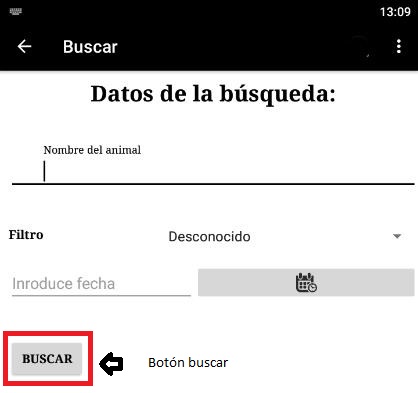 13:09
Buscar
Datos de la búsqueda:
Nombre del animal
Filtro Desconocido
Inroduce fecha
BUSCAR Botón buscar